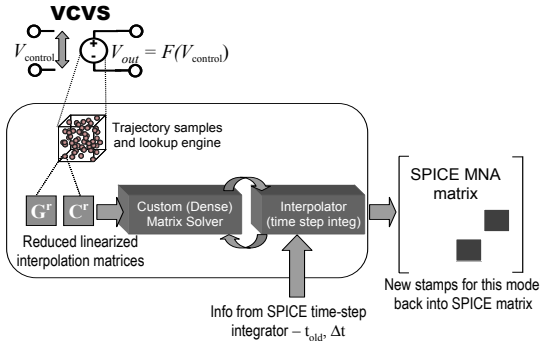 VCVS
V_control
V_out = F(V_control)
Trajectory samples
and lookup engine
G^r
C^r
Reduced linearized
interpolation matrices
Custom (Dense)
Matrix Solver
Interpolator
(time step integ)
SPICE MNA
matrix
New stamps for this mode
back into SPICE matrix
Info from SPICE time-step
integrator – t_old, Δt